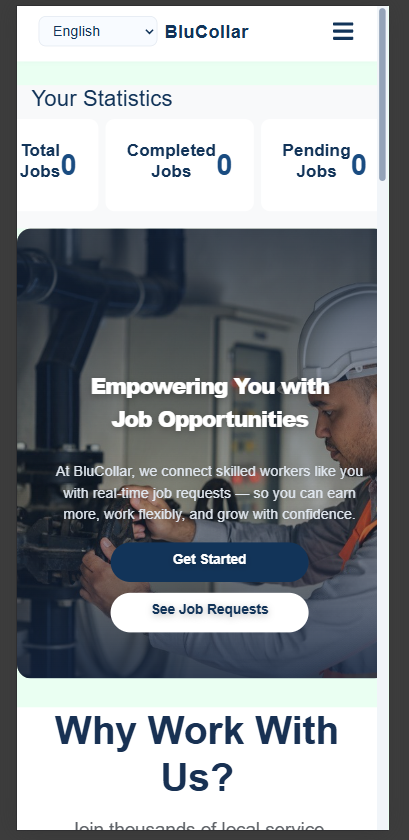 English
BluCollar
Your Statistics
Total
Jobs
0
Completed
Jobs
0
Pending
Jobs
0
Empowering You with
Job Opportunities
At BluCollar, we connect skilled workers like you
with real-time job requests — so you can earn
more, work flexibly, and grow with confidence.
Get Started
See Job Requests
Why Work With
Us?
Join thousands of local service